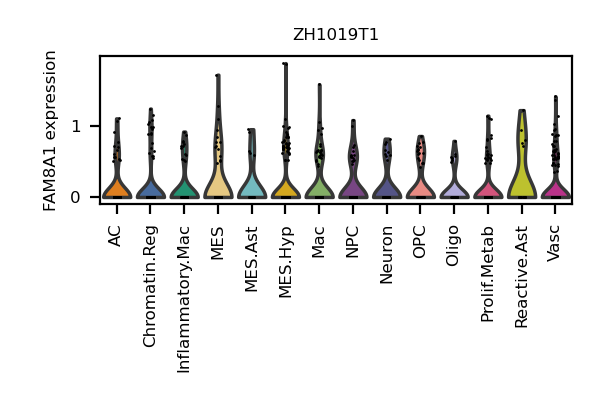 ZH1019T1
FAM8A1 expression
1
0
AC
Chromatin.Reg
Inflammatory.Mac
MES
MES.Ast
MES.Hyp
Mac
NPC
Neuron
OPC
Oligo
Prolif.Metab
Reactive.Ast
Vasc